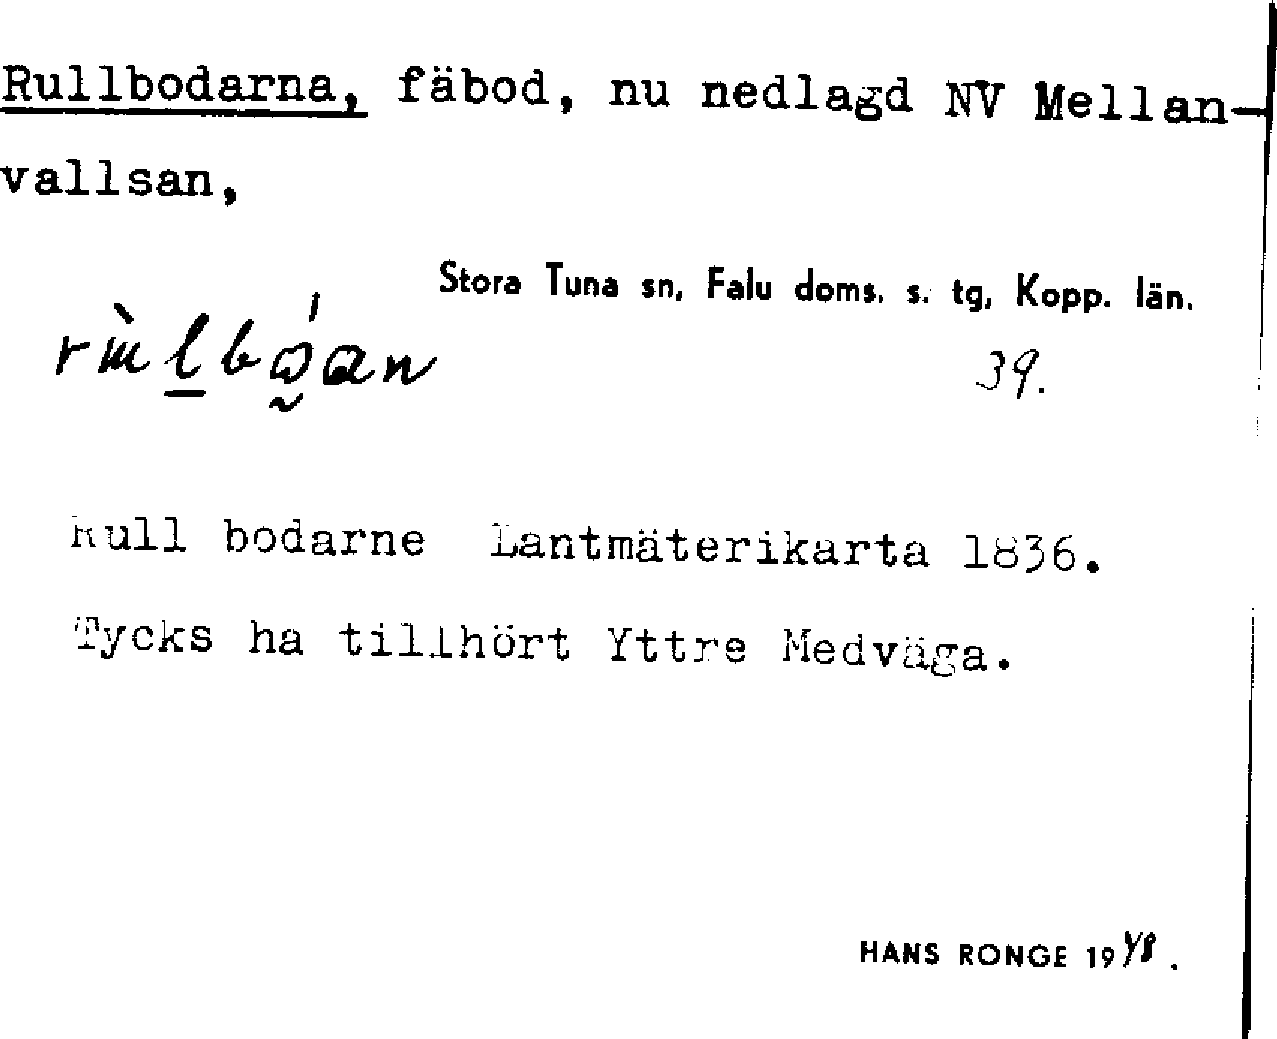 Rullbodarna, fäbod, nu nedlagd NV Mellan-
vallsan,
Stora Tuna sn, Falu doms. s. tg, Kopp. län.
39.
Rull bodarne Lantmäterikarta 1836.
Tycks ha tillhört Yttre Medväga.
HANS RONGE 1948.